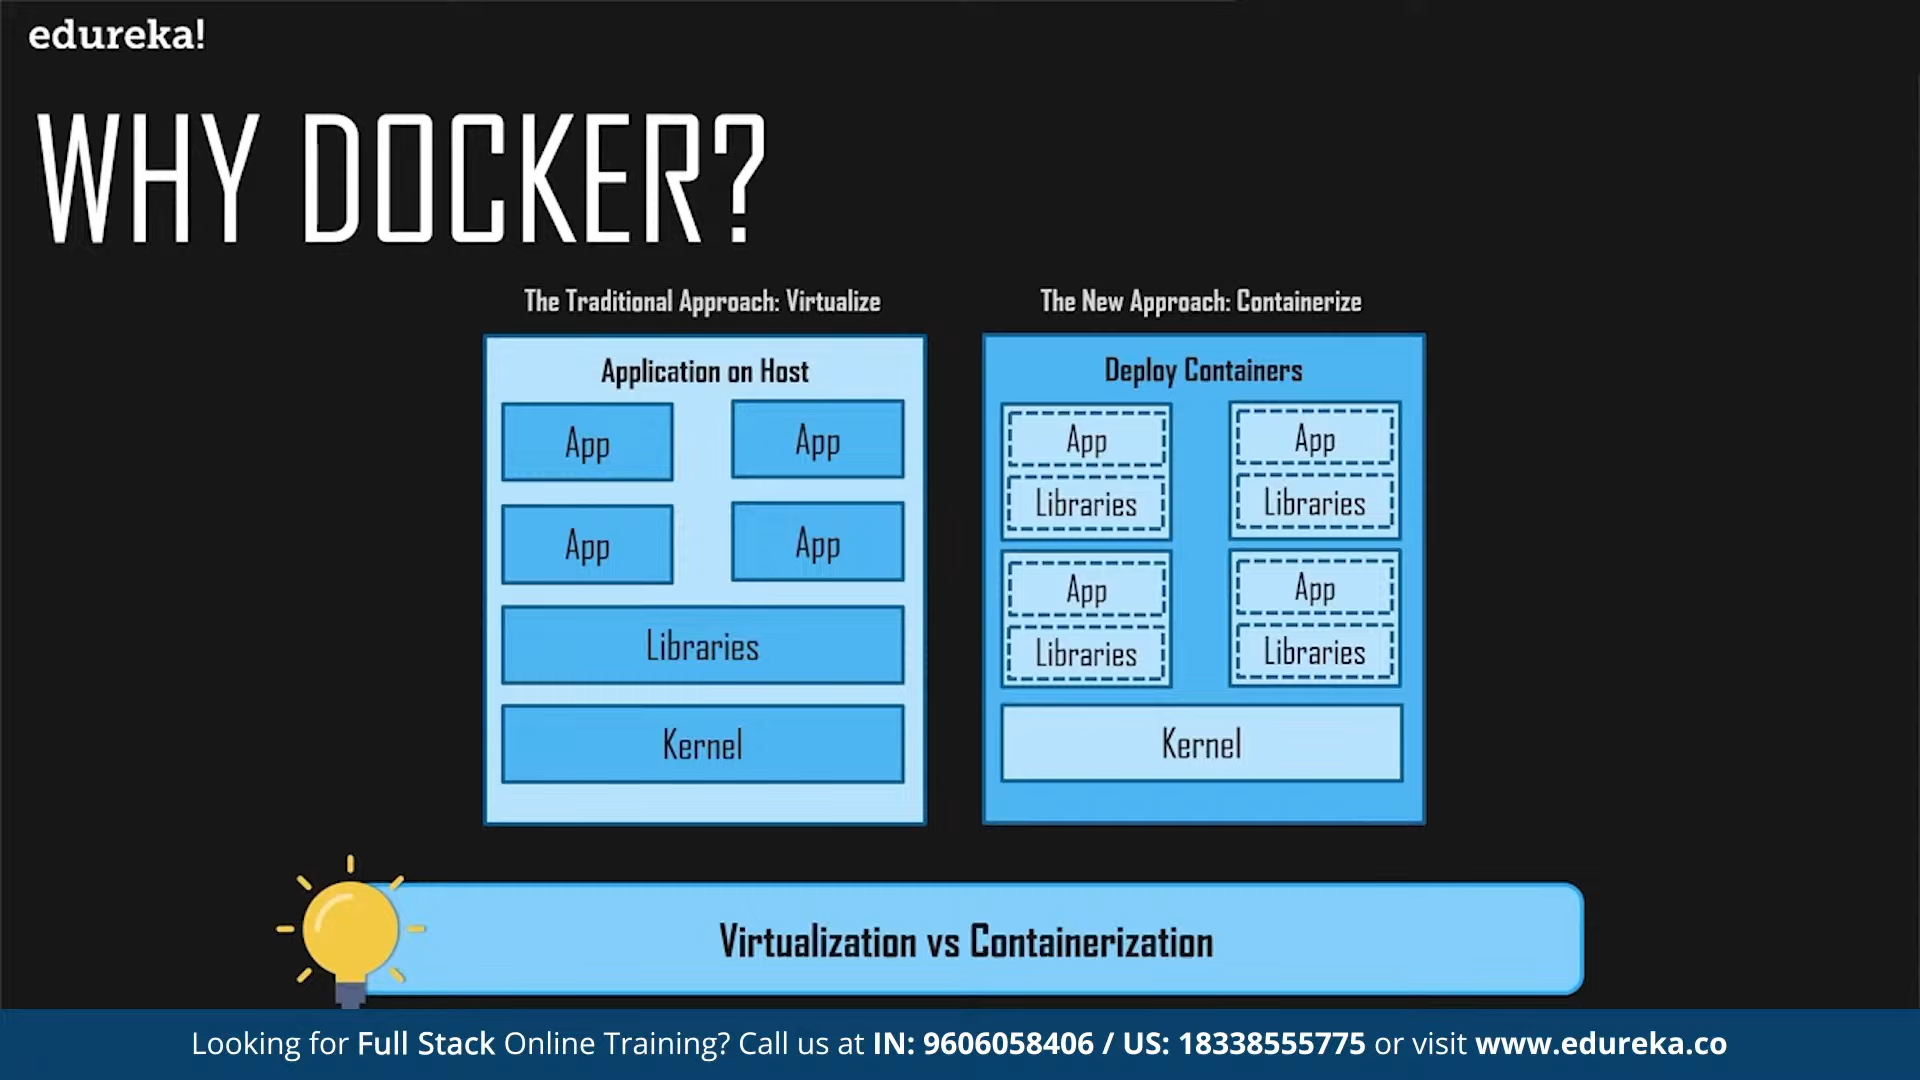 edureka!
WHY DOCKER?
The Traditional Approach: Virtualize
Application on Host
App
App
App
App
Libraries
Kernel
The New Approach: Containerize
Deploy Containers
App
Libraries
App
Libraries
App
Libraries
App
Libraries
Kernel
Virtualization vs Containerization
Looking for Full Stack Online Training? Call us at IN: 9606058406 / US: 18338555775 or visit www.edureka.co